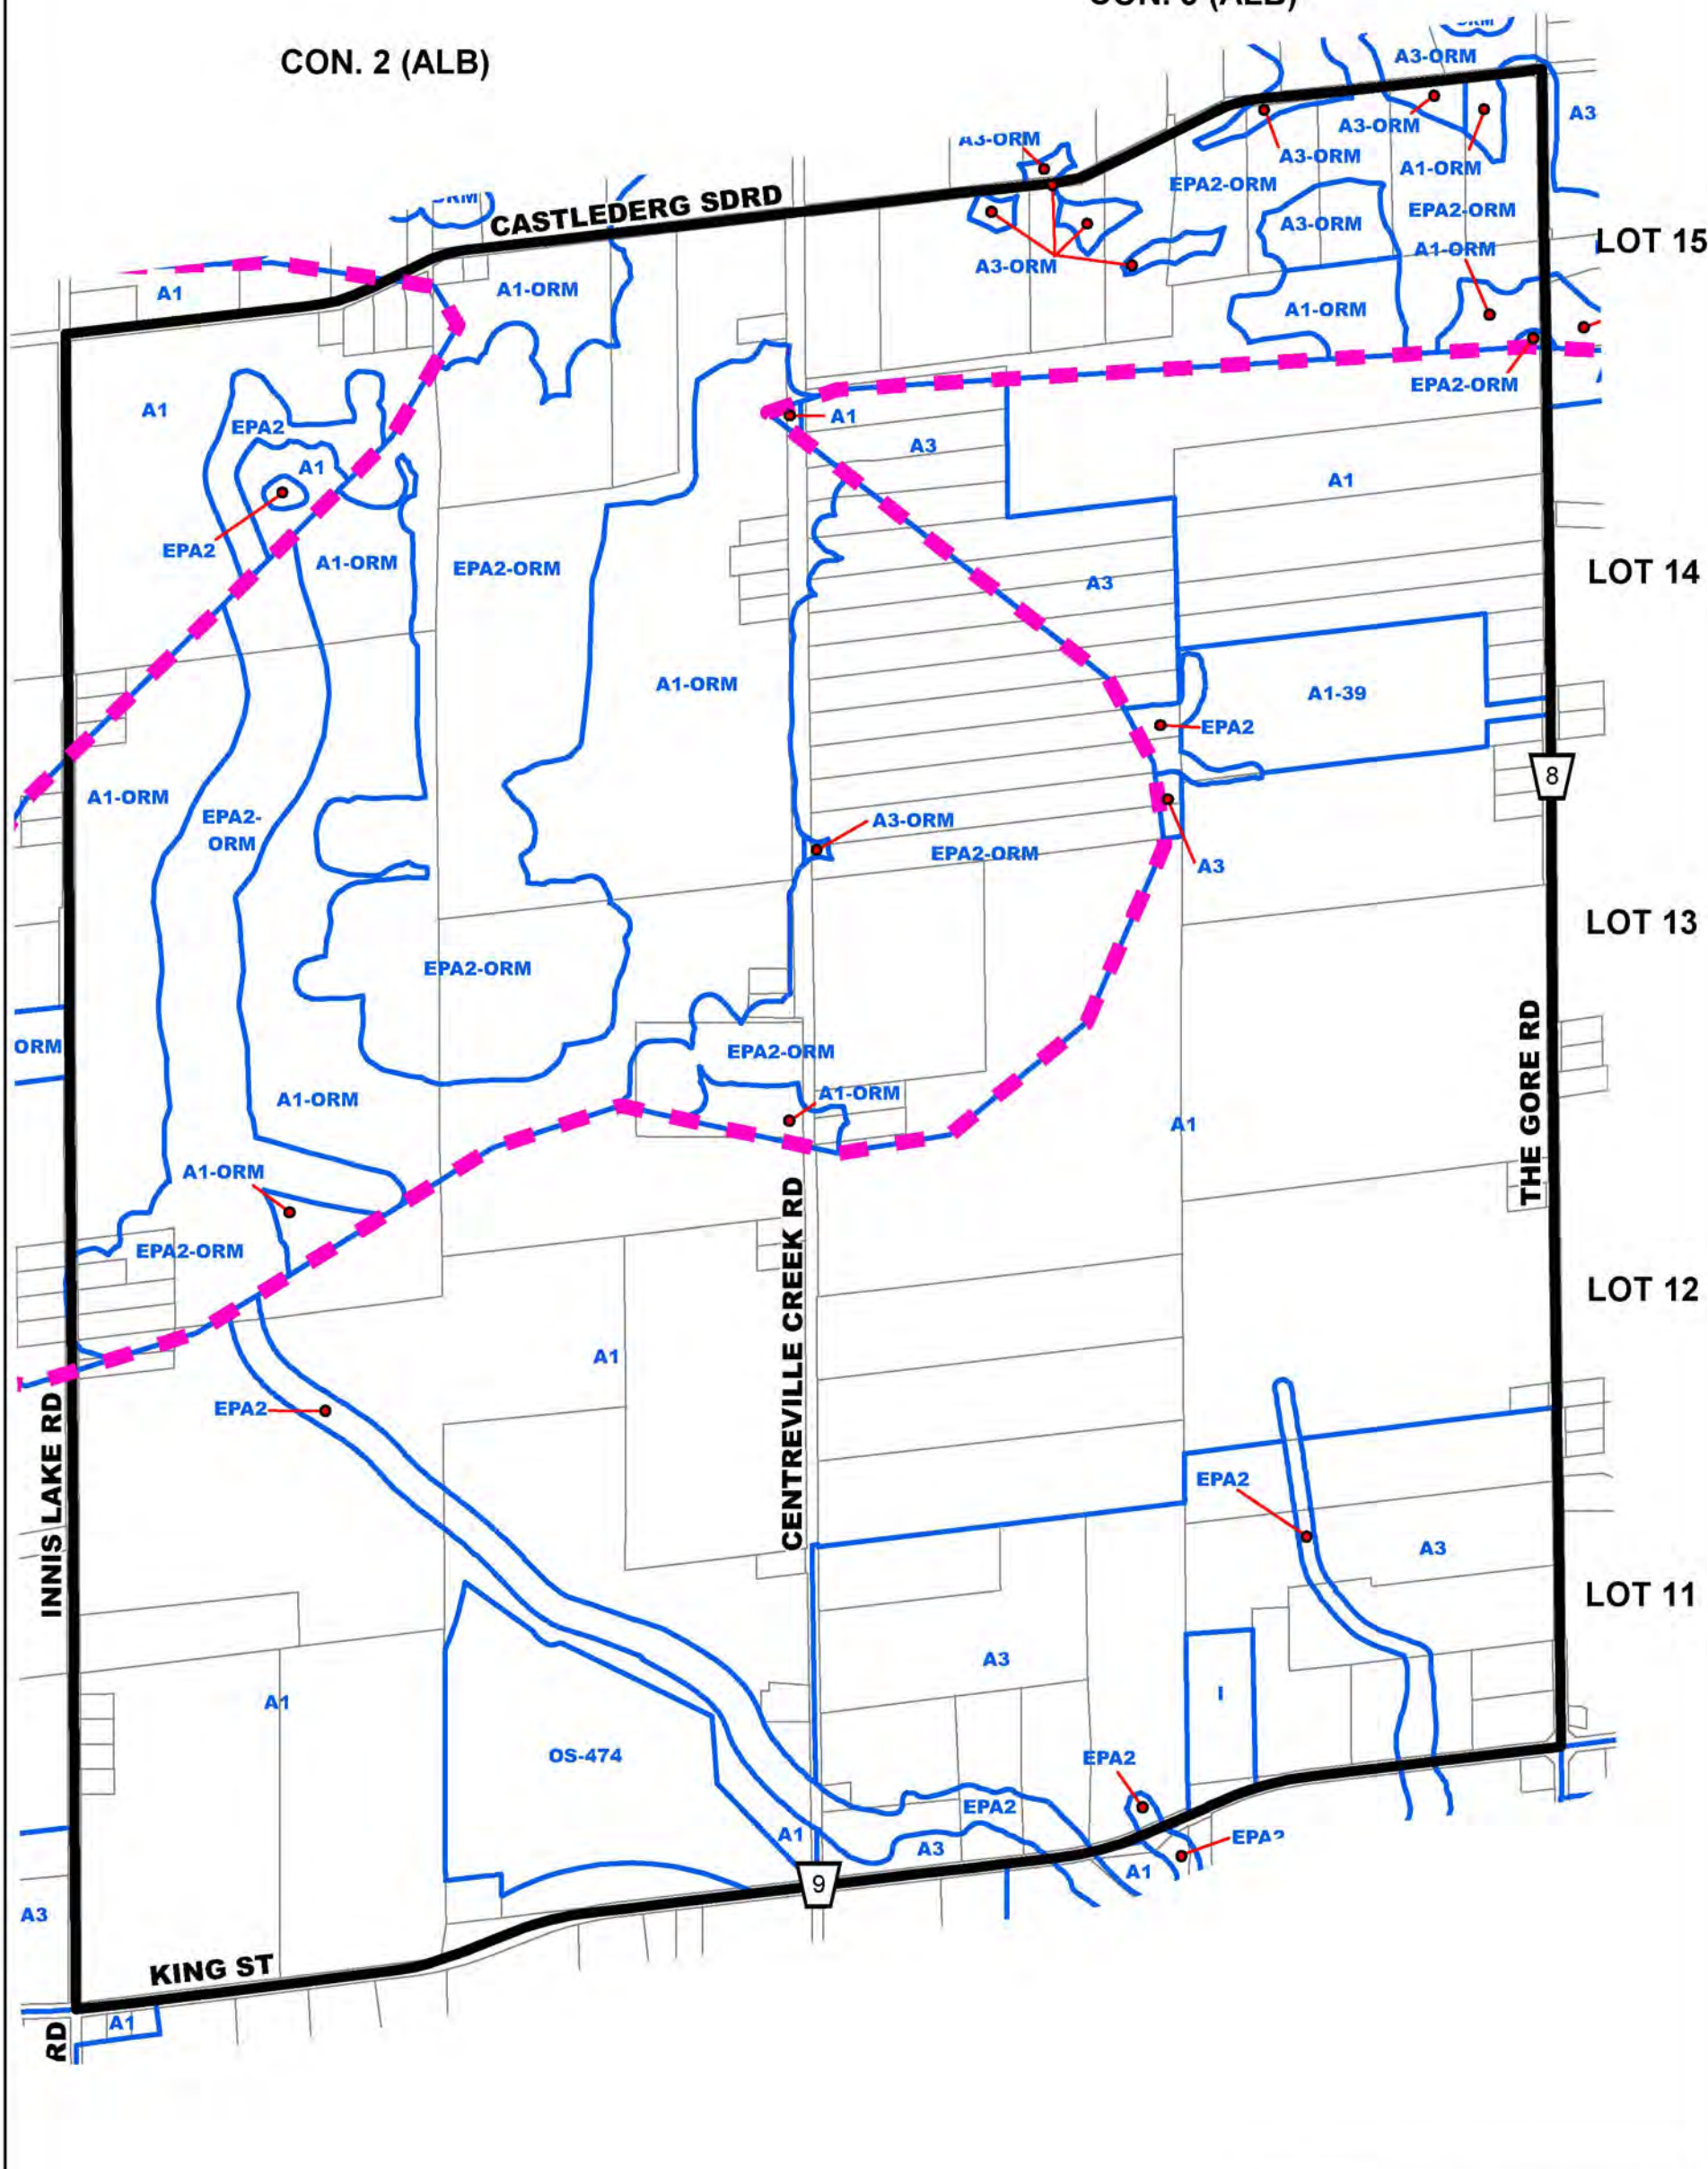 CON. 2 (ALB)
A3-ORM
A3
A3-ORM
A3-ORM
A3-ORM
A1-ORM
EPA2-ORM
CASTLEDERG SDRD
A3-ORM
EPA2-ORM
LOT 15
A1-ORM
A3-ORM
A1
A1-ORM
A1-ORM
EPA2-ORM
A1
A1
EPA2
A3
A1
A1
EPA2
A1-ORM
EPA2-ORM
LOT 14
A3
A1-ORM
A1-39
EPA2
8
A1-ORM
EPA2-
ORM
A3-ORM
EPA2-ORM
A3
LOT 13
EPA2-ORM
THE GORE RD
ORM
EPA2-ORM
A1-ORM
A1-ORM
A1
A1-ORM
EPA2-ORM
CENTREVILLE CREEK RD
LOT 12
A1
EPA2
INNIS LAKE RD
EPA2
A3
LOT 11
A3
A1
I
OS-474
EPA2
EPA2
A1
A3
A1
9
A3
KING ST
A1
RD